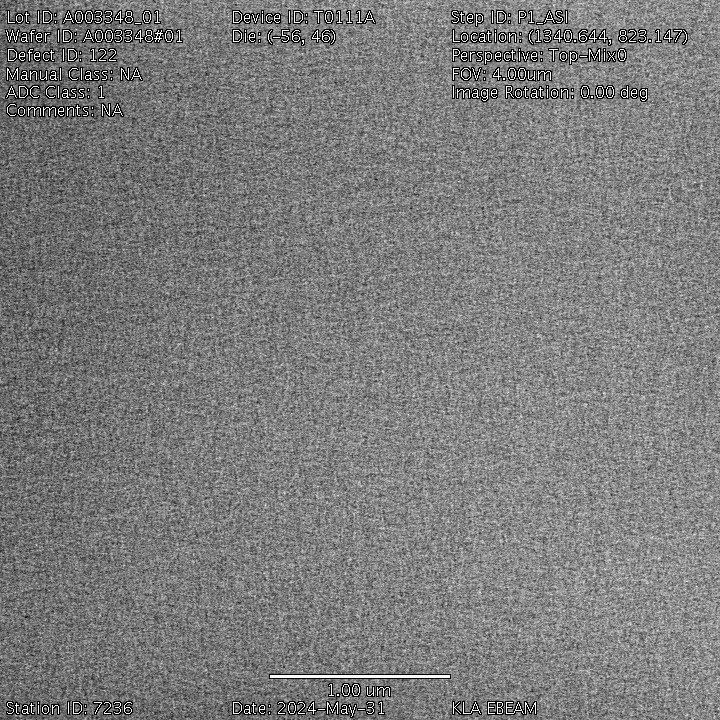 Lot ID: A003348_01 Device ID: T0111A Step ID: P1_ASI
Wafer ID: A003348#01 Die: (-56, 46) Location: (1340.644, 823.147)
Defect ID: 122 Perspective: Top-Mix0
Manual Class: NA FOV: 4.00um
ADC Class: 1 Image Rotation: 0.00 deg
Comments: NA
1.00 um
Station ID: 7236 Date: 2024-May-31 KLA EBEAM